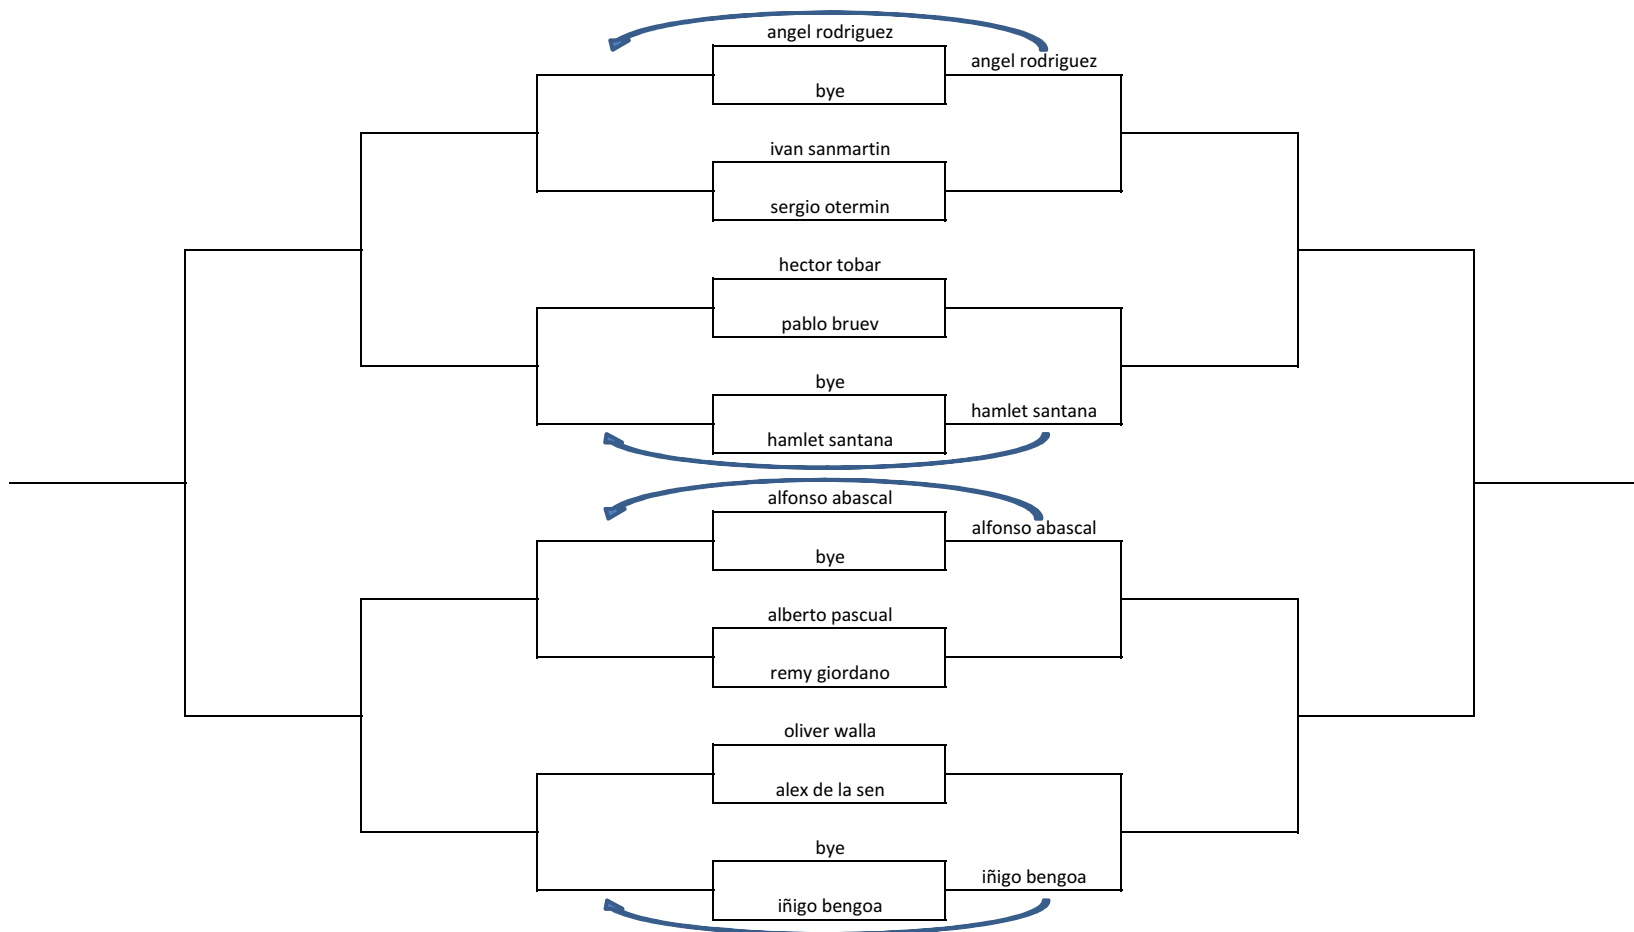 angel rodriguez
angel rodriguez
bye
ivan sanmartin
sergio otermin
hector tobar
pablo bruev
bye
hamlet santana
hamlet santana
alfonso abascal
alfonso abascal
bye
alberto pascual
remy giordano
oliver walla
alex de la sen
bye
iñigo bengoa
iñigo bengoa